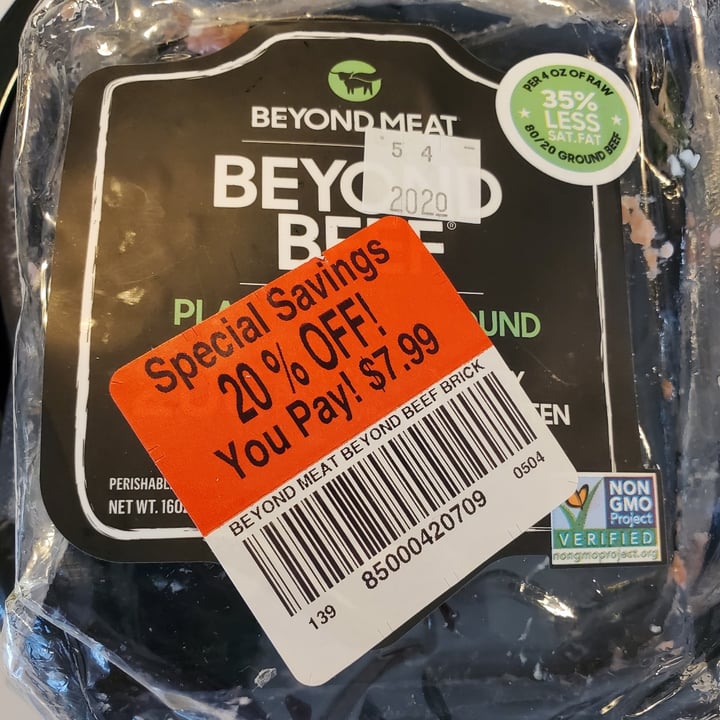 BEYOND MEAT
PER 4 OZ OF RAW
35%
LESS
SAT. FAT
80/20 GROUND BEEF
5 4
2020
BEYOND
BEEF®
Special Savings
20% OFF!
You Pay! $7.99
BEYOND MEAT BEYOND BEEF BRICK
0504
85000420709
139
PERISHABL
NET WT. 16OZ
NON
GMO
Project
VERIFIED
nongmoproject.org